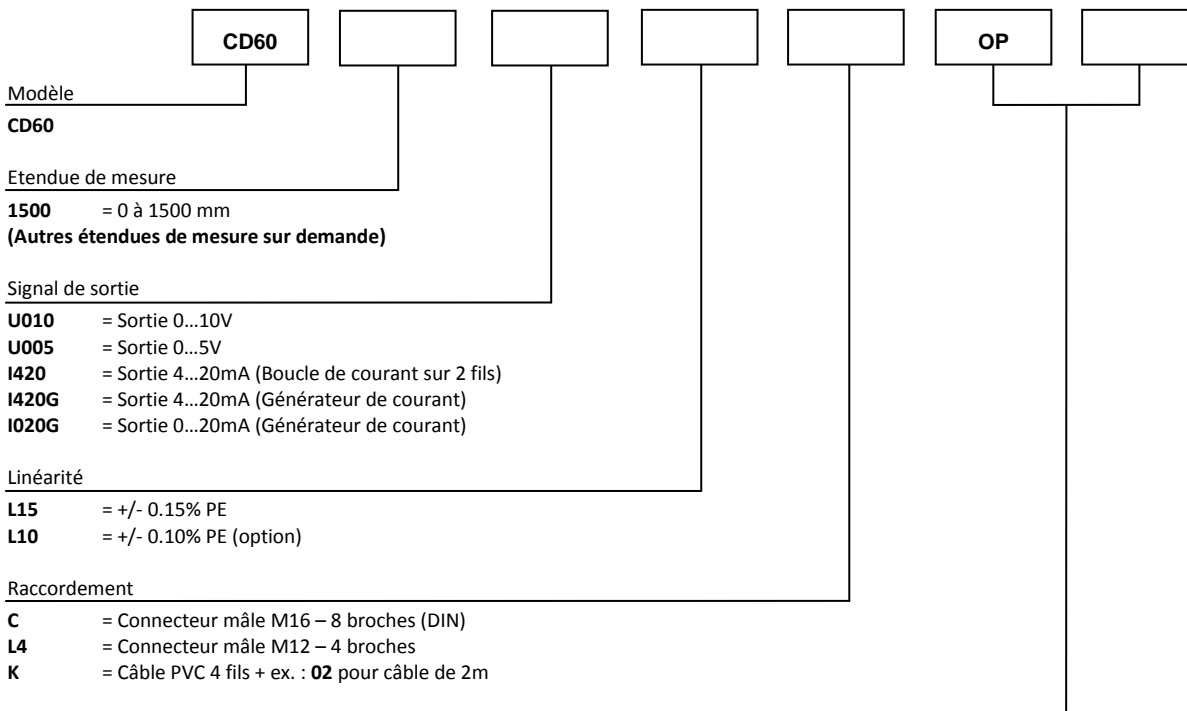 CD60 OP
Modèle
CD60
Etendue de mesure
1500 = 0 à 1500 mm
(Autres étendues de mesure sur demande)
Signal de sortie
U010 = Sortie 0...10V
U005 = Sortie 0...5V
I420 = Sortie 4...20mA (Boucle de courant sur 2 fils)
I420G = Sortie 4...20mA (Générateur de courant)
I020G = Sortie 0...20mA (Générateur de courant)
Linéarité
L15 = +/- 0.15% PE
L10 = +/- 0.10% PE (option)
Raccordement
C = Connecteur mâle M16 – 8 broches (DIN)
L4 = Connecteur mâle M12 – 4 broches
K = Câble PVC 4 fils + ex. : 02 pour câble de 2m